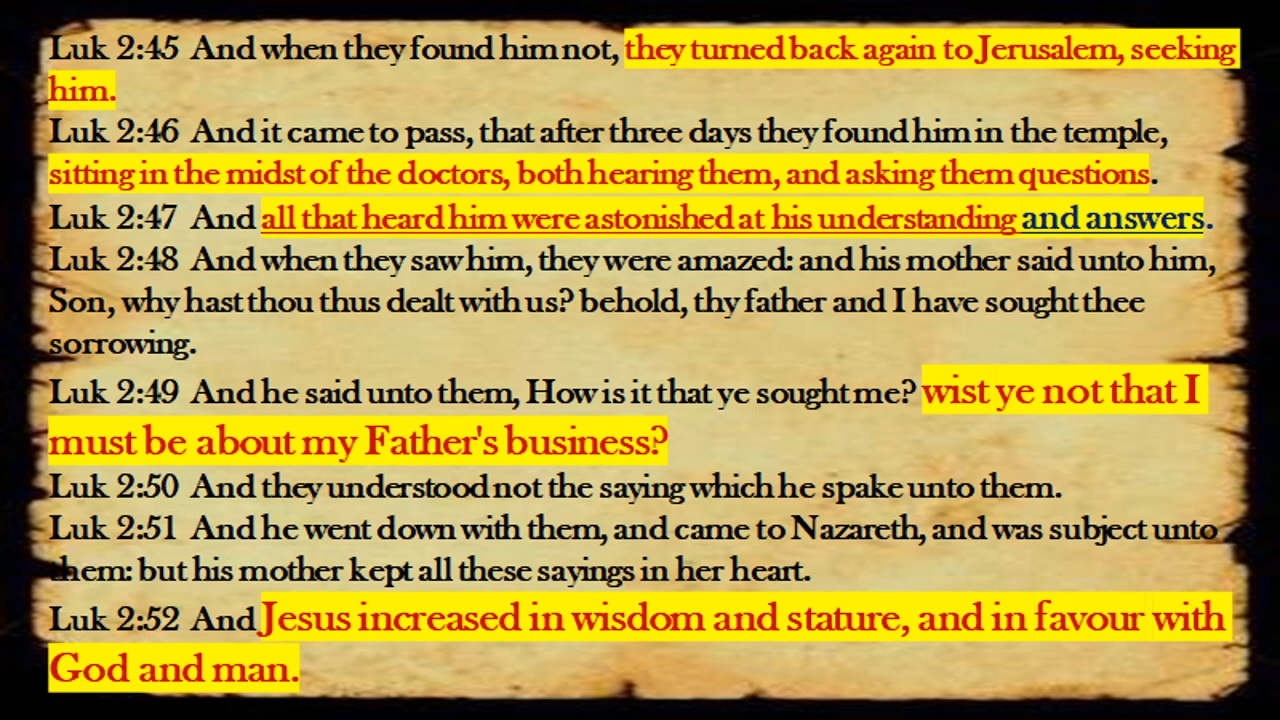 Luk 2:45 And when they found him not, they turned back again to Jerusalem, seeking
him.
Luk 2:46 And it came to pass, that after three days they found him in the temple,
sitting in the midst of the doctors, both hearing them, and asking them questions.
Luk 2:47 And all that heard him were astonished at his understanding and answers.
Luk 2:48 And when they saw him, they were amazed: and his mother said unto him,
Son, why hast thou thus dealt with us? behold, thy father and I have sought thee
sorrowing.
Luk 2:49 And he said unto them, How is it that ye sought me? wist ye not that I
must be about my Father's business?
Luk 2:50 And they understood not the saying which he spake unto them.
Luk 2:51 And he went down with them, and came to Nazareth, and was subject unto
them: but his mother kept all these sayings in her heart.
Luk 2:52 And Jesus increased in wisdom and stature, and in favour with
God and man.